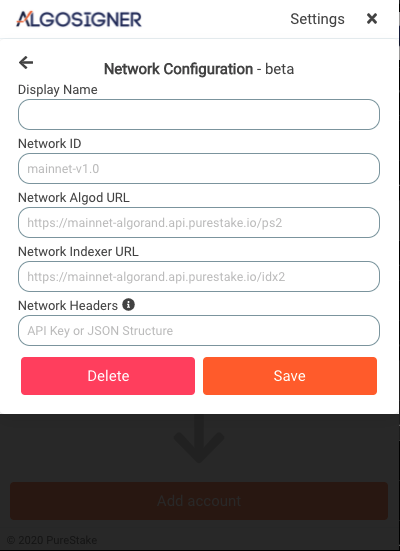 ALGOSIGNER
Settings ×
Network Configuration - beta
Display Name
Network ID
mainnet-v1.0
Network Algod URL
https://mainnet-algorand.api.purestake.io/ps2
Network Indexer URL
https://mainnet-algorand.api.purestake.io/idx2
Network Headers
API Key or JSON Structure
Delete
Save
Add account
© 2020 PureStake